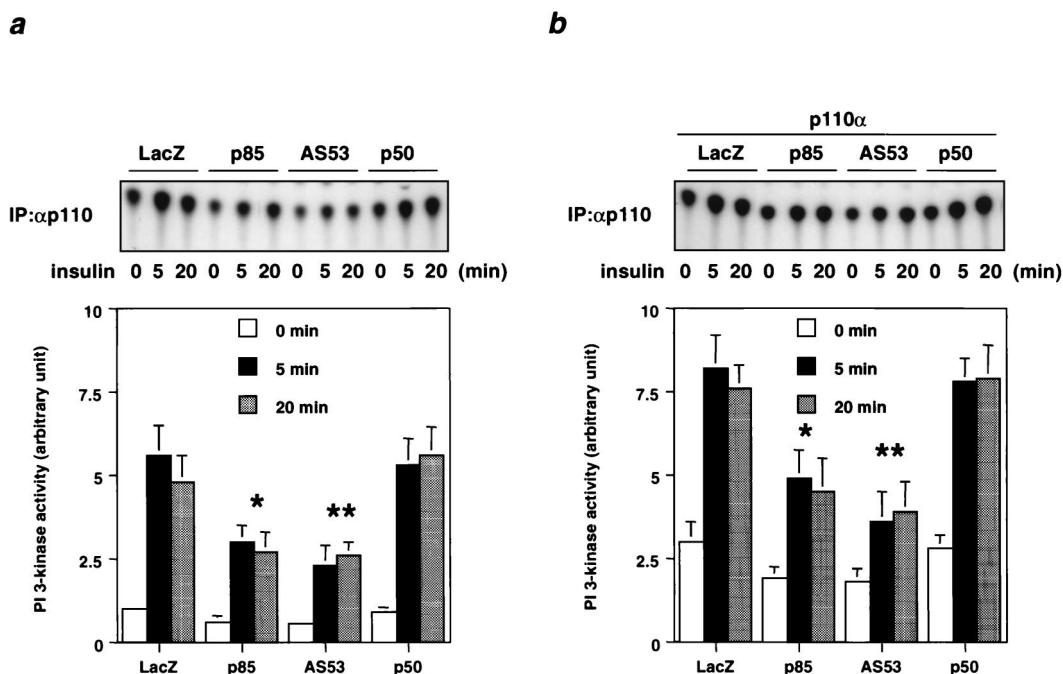 a
LacZ p85 AS53 p50
IP:αp110
insulin 0 5 20 0 5 20 0 5 20 0 5 20 (min)
PI 3-kinase activity (arbitrary unit)
10
7.5
5
2.5
0
0 min
5 min
20 min
*
**
LacZ p85 AS53 p50
b
p110α
LacZ p85 AS53 p50
IP:αp110
insulin 0 5 20 0 5 20 0 5 20 0 5 20 (min)
PI 3-kinase activity (arbitrary unit)
10
7.5
5
2.5
0
0 min
5 min
20 min
*
**
LacZ p85 AS53 p50